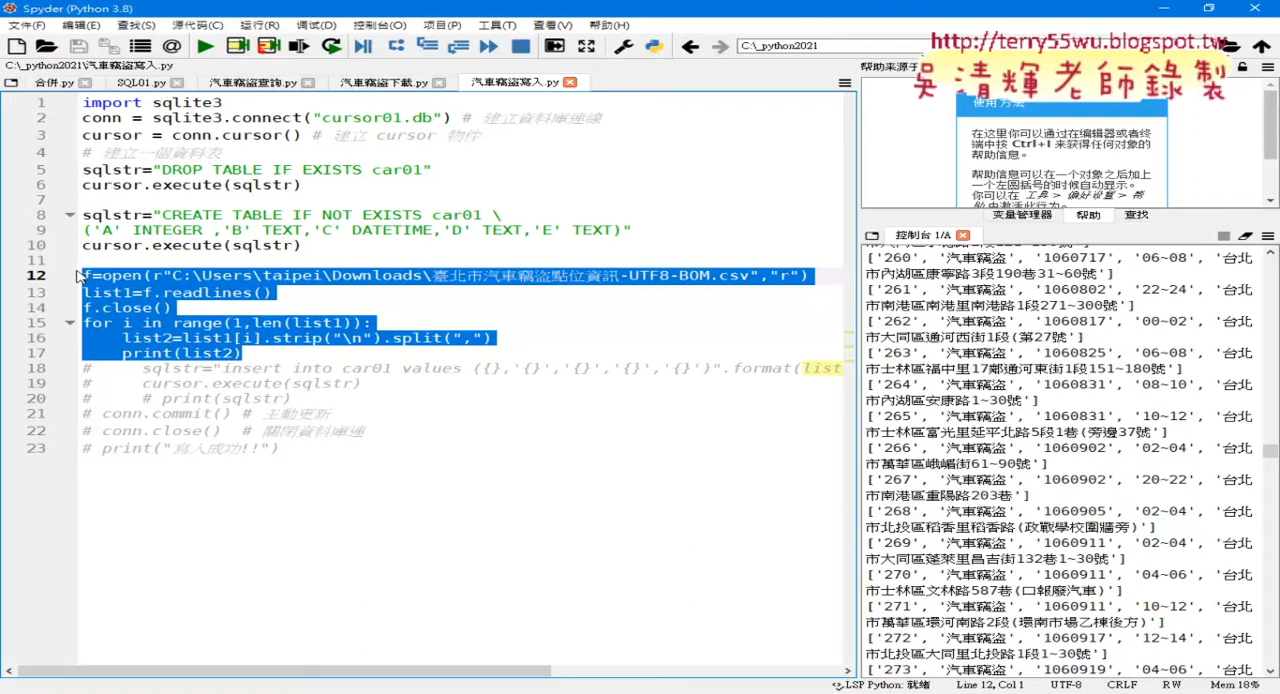 Spyder (Python 3.8)
文件(F) 编辑(E) 查找(S) 源代码(C) 运行(R) 调试(D) 控制台(O) 项目(P) 工具(T) 查看(V) 帮助(H)
C:\_python2021
http://terry55wu.blogspot.tw
吳清輝老師錄製
C:\_python2021\汽車竊盜寫入.py
帮助来源于
合併.py SQL01.py 汽車竊盜查詢.py 汽車竊盜下載.py 汽車竊盜寫入.py
1 import sqlite3
2 conn = sqlite3.connect("cursor01.db") # 建立資料庫連線
3 cursor = conn.cursor() # 建立 cursor 物件
4 # 建立一個資料表
5 sqlstr="DROP TABLE IF EXISTS car01"
6 cursor.execute(sqlstr)
7
8 sqlstr="CREATE TABLE IF NOT EXISTS car01 \
9 ('A' INTEGER ,'B' TEXT,'C' DATETIME,'D' TEXT,'E' TEXT)"
10 cursor.execute(sqlstr)
11
12 f=open(r"C:\Users\taipei\Downloads\臺北市汽車竊盜點位資訊-UTF8-BOM.csv","r")
13 list1=f.readlines()
14 f.close()
15 for i in range(1,len(list1)):
16 list2=list1[i].strip("\n").split(",")
17 print(list2)
18 # sqlstr="insert into car01 values ({},'{}','{}','{}','{}')".format(list
19 # cursor.execute(sqlstr)
20 # # print(sqlstr)
21 # conn.commit() # 主動更新
22 # conn.close() # 關閉資料庫連
23 # print("寫入成功!!")
使用方法
在这里你可以通过在编辑器或者终
端中按 Ctrl+I 来获得任何对象的
帮助信息。
帮助信息可以在一个对象之后加上
一个左圆括号的时候自动显示。
你可以在 工具 > 偏好设置 > 帮
变量管理器 帮助 查找
控制台 1/A
['260', '汽車竊盜', '1060717', '06~08', '台北
市內湖區康寧路3段190巷31~60號']
['261', '汽車竊盜', '1060812', '22~24', '台北
市南港區南港里南港路1段271~300號']
['262', '汽車竊盜', '1060713', '00~02', '台北
市大同區通河西街1段(第27號']
['263', '汽車竊盜', '1060825', '06~08', '台北
市士林區福中里17鄰通河東街1段151~180號']
['264', '汽車竊盜', '1060831', '08~10', '台北
市內湖區安康路1~30號']
['265', '汽車竊盜', '1060831', '10~12', '台北
市士林區富光里延平北路5段1巷(旁邊37號']
['266', '汽車竊盜', '1060902', '02~04', '台北
市萬華區峨嵋街61~90號']
['267', '汽車竊盜', '1060902', '20~22', '台北
市南港區重陽路203巷']
['268', '汽車竊盜', '1060905', '02~04', '台北
市北投區稻香里稻香路(政戰學校圍牆旁)']
['269', '汽車竊盜', '1060911', '02~04', '台北
市大同區蓬萊里昌吉街132巷1~30號']
['270', '汽車竊盜', '1060911', '04~06', '台北
市士林區文林路587巷(口報廢汽車)']
['271', '汽車竊盜', '1060911', '10~12', '台北
市萬華區環河南路2段(環南市場乙棟後方)']
['272', '汽車竊盜', '1060917', '12~14', '台北
市北投區大同里北投路1段1~30號']
['273', '汽車竊盜', '1060919', '04~06', '台北
LSP Python: 就绪 Line 12, Col 1 UTF-8 CRLF RW Mem 18%